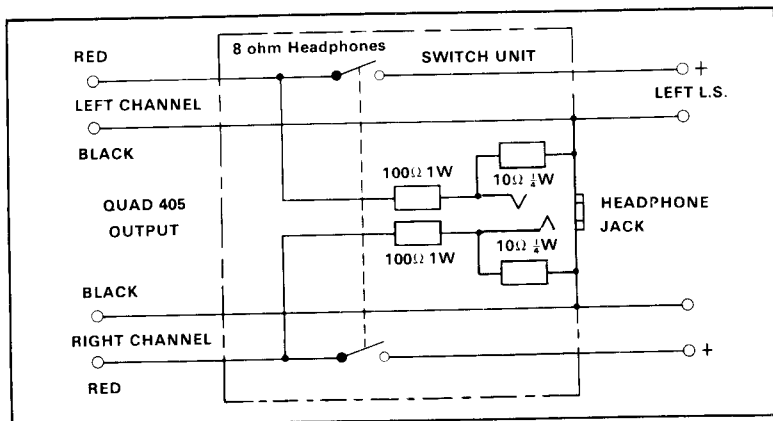 8 ohm Headphones
RED
SWITCH UNIT
+
LEFT CHANNEL
LEFT L.S.
BLACK
100Ω 1W
10Ω ¼W
QUAD 405
OUTPUT
HEADPHONE
JACK
100Ω 1W
10Ω ¼W
BLACK
RIGHT CHANNEL
+
RED